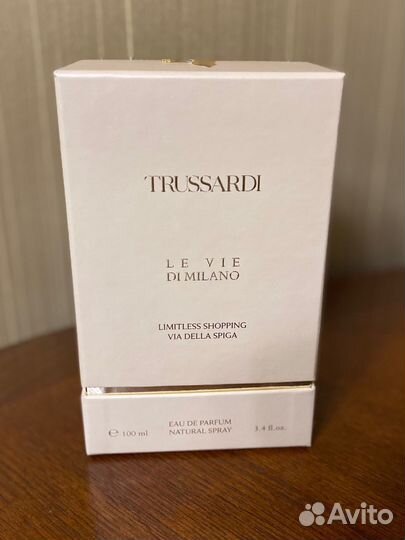 TRUSSARDI
LE VIE
DI MILANO
LIMITLESS SHOPPING
VIA DELLA SPIGA
EAU DE PARFUM
NATURAL SPRAY
℮ 100 ml
3.4 fl.oz.
Avito